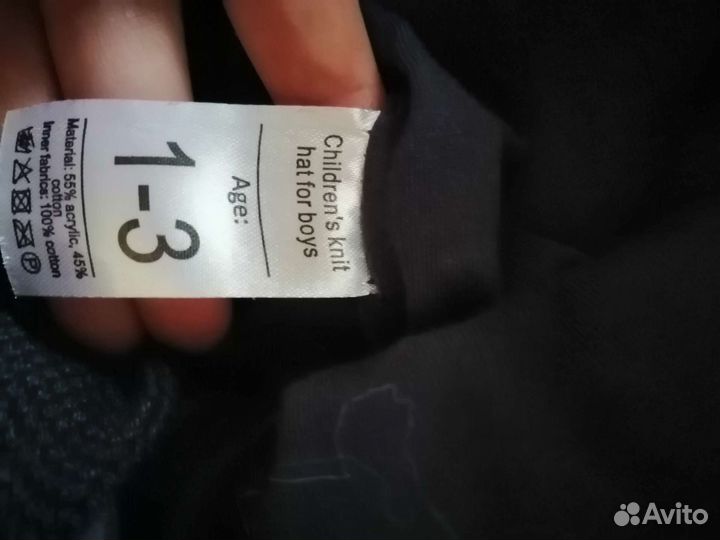 Children's knit
hat for boys
Age:
1-3
Material: 55% acrylic, 45%
cotton
Inner fabrics: 100% cotton
P
Avito